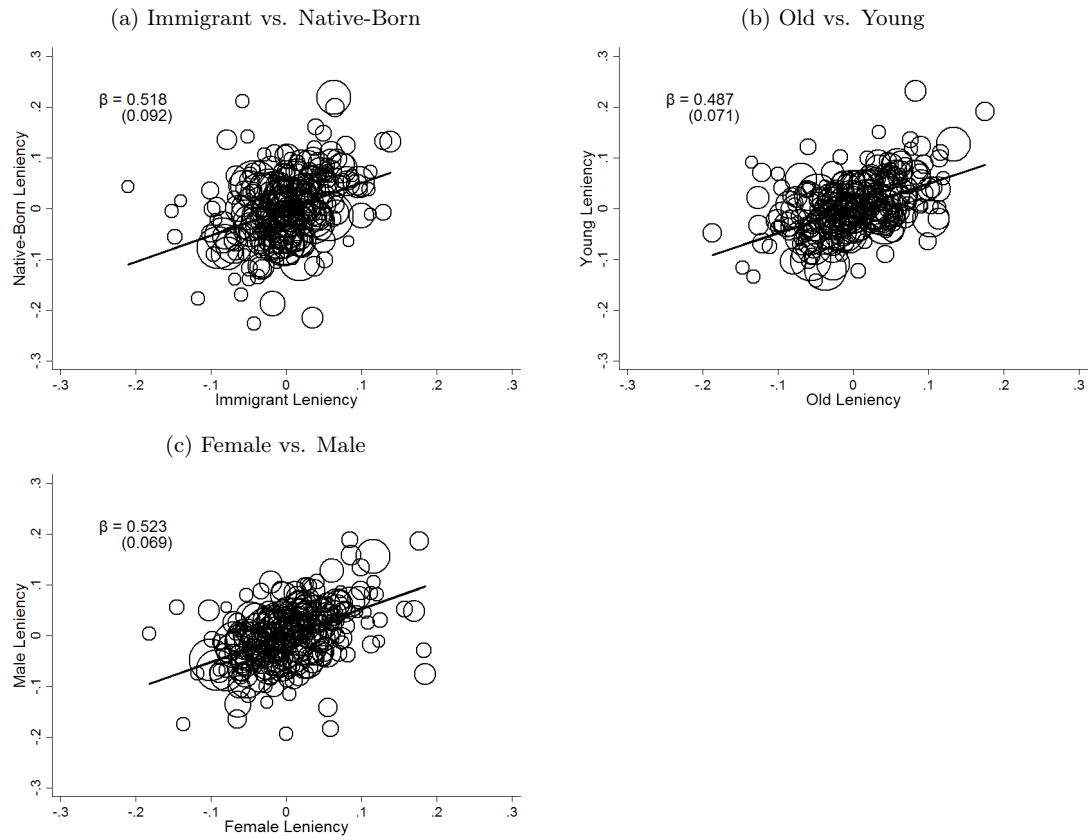 (a) Immigrant vs. Native-Born
.3
.2
.1
0
-.1
-.2
-.3
Native-Born Leniency
β = 0.518
(0.092)
-.3 -.2 -.1 0 .1 .2 .3
Immigrant Leniency
(b) Old vs. Young
.3
.2
.1
0
-.1
-.2
-.3
Young Leniency
β = 0.487
(0.071)
-.3 -.2 -.1 0 .1 .2 .3
Old Leniency
(c) Female vs. Male
.3
.2
.1
0
-.1
-.2
-.3
Male Leniency
β = 0.523
(0.069)
-.3 -.2 -.1 0 .1 .2 .3
Female Leniency